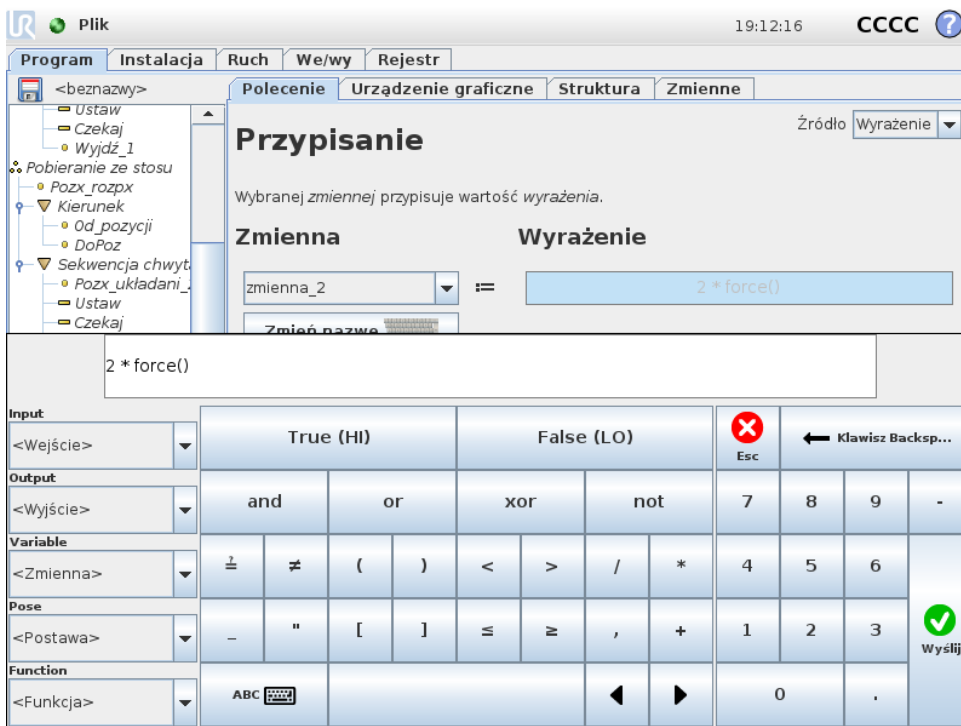 UR Plik 19:12:16 CCCC ?
Program Instalacja Ruch We/wy Rejestr
<beznazwy> Polecenie Urządzenie graficzne Struktura Zmienne
Ustaw
Czekaj
Wyjdź_1
Pobieranie ze stosu
Pozx_rozpx
Kierunek
Od_pozycji
DoPoz
Sekwencja chwyt
Pozx_układani_
Ustaw
Czekaj
Źródło Wyrażenie
Przypisanie
Wybranej zmiennej przypisuje wartość wyrażenia.
Zmienna Wyrażenie
zmienna_2 := 2 * force()
Zmień nazwę
2 * force()
Input
<Wejście>
Output
<Wyjście>
Variable
<Zmienna>
Pose
<Postawa>
Function
<Funkcja>
True (HI) False (LO) Esc Klawisz Backsp...
and or xor not 7 8 9 -
≟ ≠ ( ) < > / * 4 5 6
_ " [ ] ≤ ≥ , + 1 2 3 Wyślij
ABC 0 .